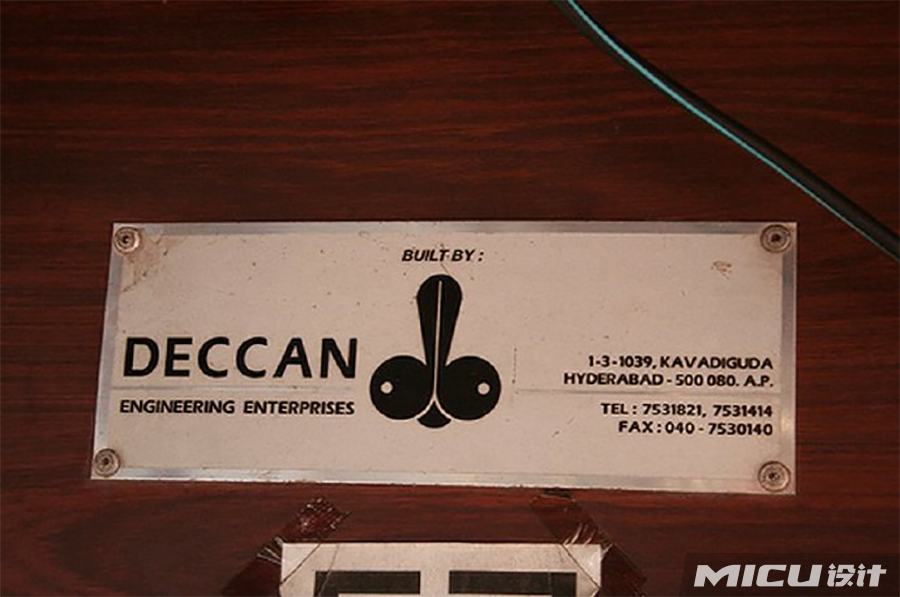 BUILT BY :
DECCAN
ENGINEERING ENTERPRISES
1-3-1039, KAVADIGUDA
HYDERABAD - 500 080. A.P.
TEL : 7531821, 7531414
FAX : 040 - 7530140
MICU设计